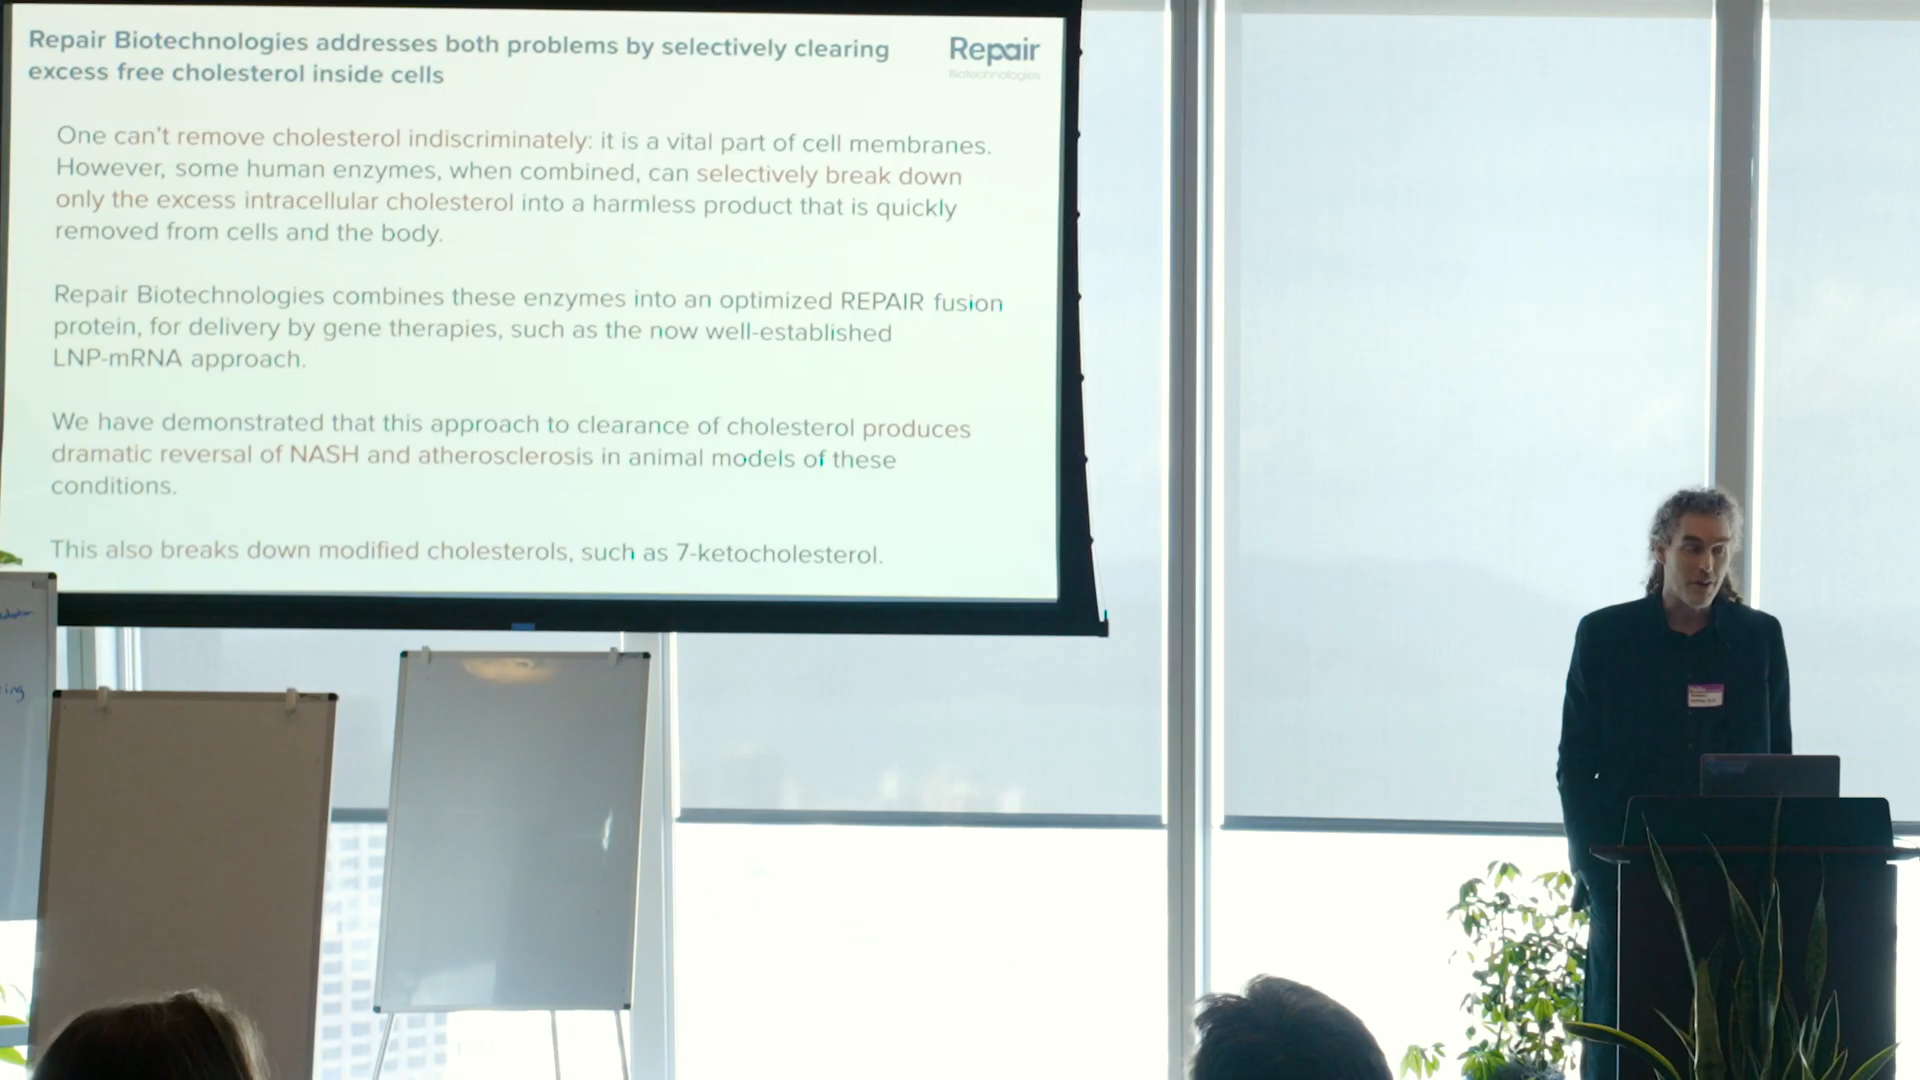 Repair Biotechnologies addresses both problems by selectively clearing
excess free cholesterol inside cells
Repair
Biotechnologies
One can't remove cholesterol indiscriminately: it is a vital part of cell membranes.
However, some human enzymes, when combined, can selectively break down
only the excess intracellular cholesterol into a harmless product that is quickly
removed from cells and the body.
Repair Biotechnologies combines these enzymes into an optimized REPAIR fusion
protein, for delivery by gene therapies, such as the now well-established
LNP-mRNA approach.
We have demonstrated that this approach to clearance of cholesterol produces
dramatic reversal of NASH and atherosclerosis in animal models of these
conditions.
This also breaks down modified cholesterols, such as 7-ketocholesterol.